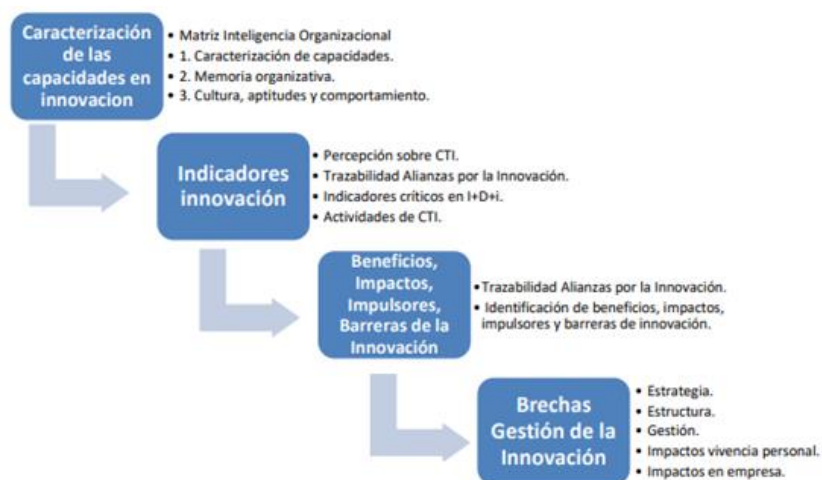 Caracterización
de las
capacidades en
innovacion
• Matriz Inteligencia Organizacional
• 1. Caracterización de capacidades.
• 2. Memoria organizativa.
• 3. Cultura, aptitudes y comportamiento.
Indicadores
innovación
• Percepción sobre CTI.
• Trazabilidad Alianzas por la Innovación.
• Indicadores críticos en I+D+i.
• Actividades de CTI.
Beneficios,
Impactos,
Impulsores,
Barreras de la
Innovación
•Trazabilidad Alianzas por la Innovación.
• Identificación de beneficios, impactos,
impulsores y barreras de innovación.
Brechas
Gestión de la
Innovación
• Estrategia.
• Estructura.
• Gestión.
• Impactos vivencia personal.
• Impactos en empresa.